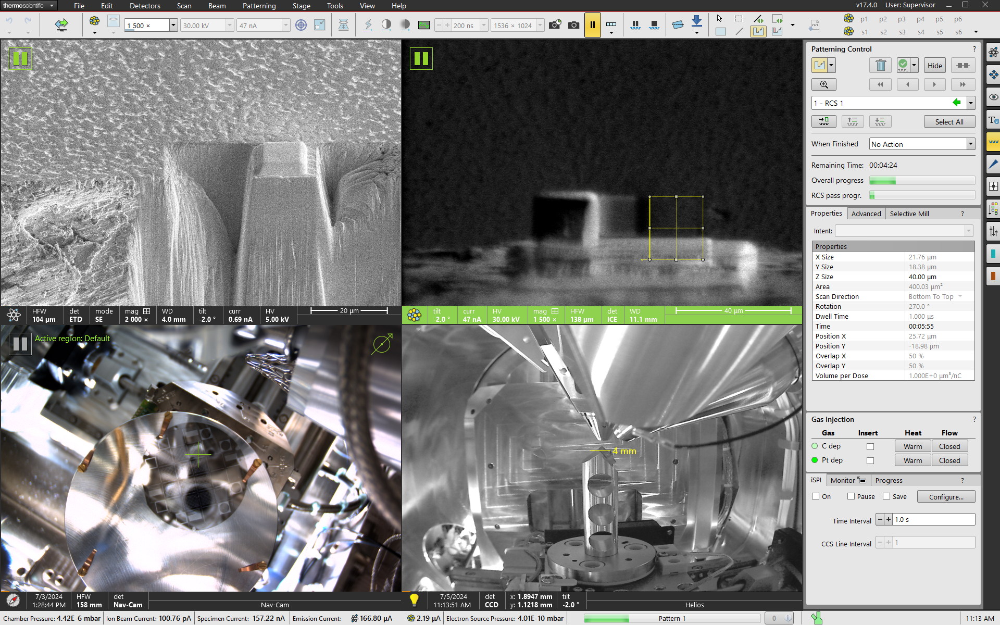 thermoscientific
File Edit Detectors Scan Beam Patterning Stage Tools View Help
v17.4.0 User: Supervisor
1 500 × 30.00 kV 47 nA 200 ns 1536 × 1024
p1 p2 p3 p4 p5 p6
s1 s2 s3 s4 s5 s6
HFW det mode mag WD tilt curr HV 20 µm
104 µm ETD SE 2 000 × 4.0 mm -2.0 ° 0.69 nA 5.00 kV
tilt curr HV mag HFW det WD 40 µm
-2.0 ° 47 nA 30.00 kV 1 500 × 138 µm ICE 11.1 mm
Active region: Default
7/3/2024 HFW det
1:28:44 PM 158 mm Nav-Cam Nav-Cam
4 mm
7/5/2024 det x: 1.8947 mm tilt
11:13:51 AM CCD y: 1.1218 mm -2.0 ° Helios
Patterning Control ?
Hide
1 - RCS 1
Select All
When Finished No Action
Remaining Time: 00:04:24
Overall progress
RCS pass progr.
Properties Advanced Selective Mill ?
Intent:
Properties
X Size 21.76 µm
Y Size 18.38 µm
Z Size 40.00 µm
Area 400.03 µm²
Scan Direction Bottom To Top
Rotation 270.0 °
Dwell Time 1.000 µs
Time 00:05:55
Position X 25.72 µm
Position Y -18.98 µm
Overlap X 50 %
Overlap Y 50 %
Volume per Dose 1.000E+0 µm³/nC
Gas Injection ?
Gas Insert Heat Flow
C dep Warm Closed
Pt dep Warm Closed
iSPI Monitor Progress ?
On Pause Save Configure...
Time Interval − + 1.0 s
CCS Line Interval − + 1
Chamber Pressure: 4.42E-6 mbar Ion Beam Current: 100.76 pA Specimen Current: 157.22 nA Emission Current: 166.80 µA 2.19 µA Electron Source Pressure: 4.01E-10 mbar Pattern 1 0 11:13 AM